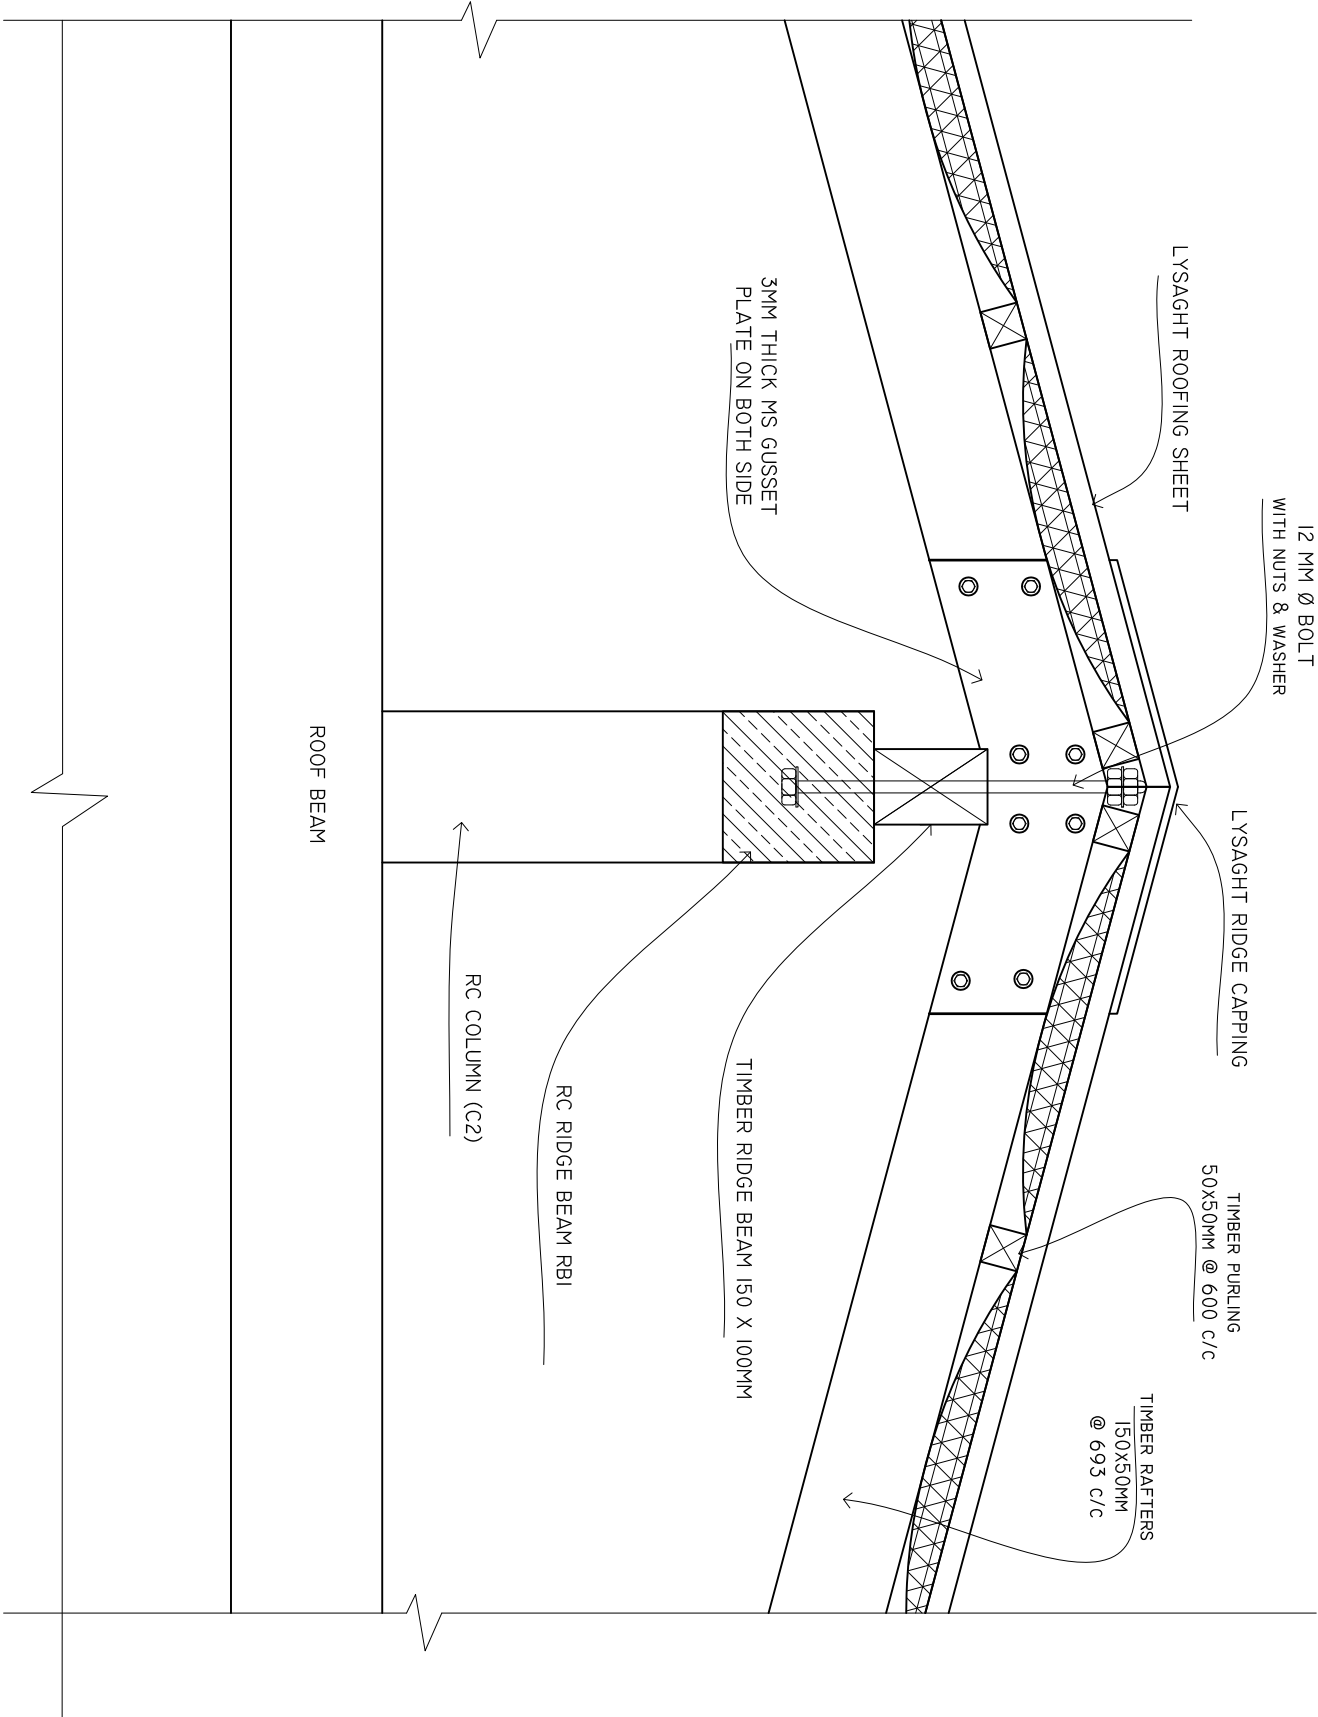 12 MM Ø BOLT
WITH NUTS & WASHER
LYSAGHT ROOFING SHEET
LYSAGHT RIDGE CAPPING
TIMBER PURLING
50x50MM @ 600 C/C
TIMBER RAFTERS
150x50MM
@ 693 C/C
3MM THICK MS GUSSET
PLATE ON BOTH SIDE
TIMBER RIDGE BEAM 150 X 100MM
RC RIDGE BEAM RB1
RC COLUMN (C2)
ROOF BEAM